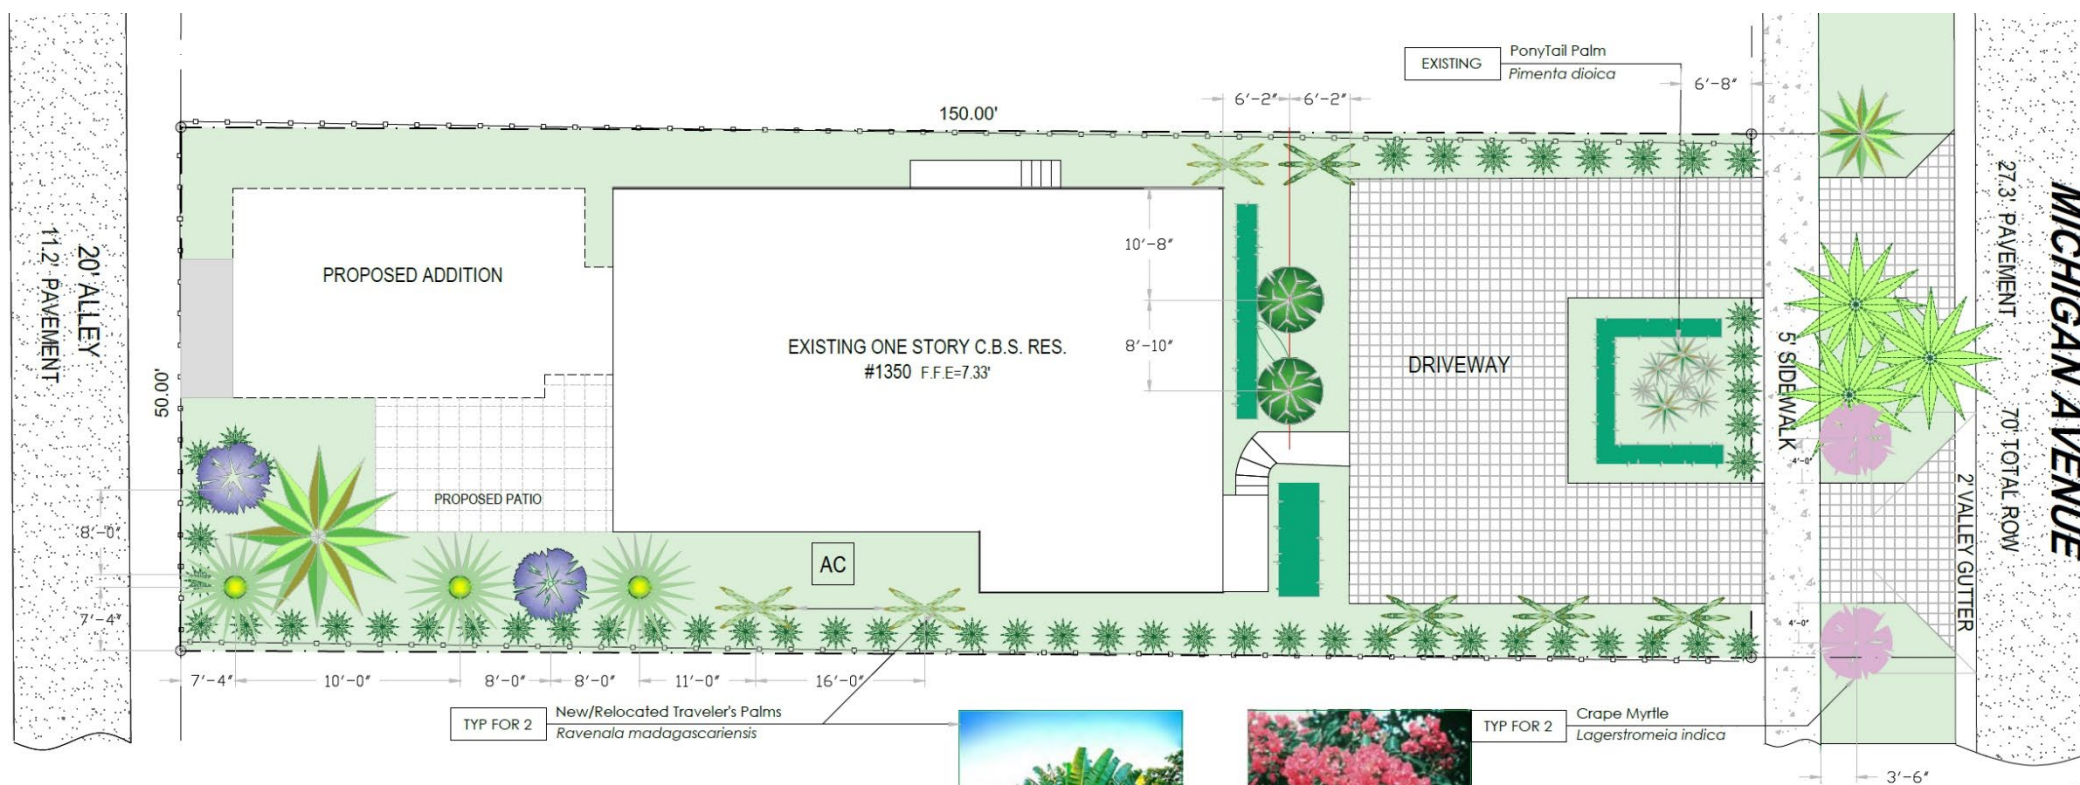 EXISTING
PonyTail Palm
Pimenta dioica
6'-8"
6'-2"
6'-2"
150.00'
20' ALLEY
11.2' PAVEMENT
50.00'
PROPOSED ADDITION
PROPOSED PATIO
EXISTING ONE STORY C.B.S. RES.
#1350 F.F.E=7.33'
10'-8"
8'-10"
DRIVEWAY
5' SIDEWALK
4'-0"
4'-0"
27.3' PAVEMENT
70' TOTAL ROW
2' VALLEY GUTTER
MICHIGAN AVENUE
AC
8'-0"
7'-4"
7'-4"
10'-0"
8'-0"
8'-0"
11'-0"
16'-0"
TYP FOR 2
New/Relocated Traveler's Palms
Ravenala madagascariensis
TYP FOR 2
Crape Myrtle
Lagerstromeia indica
3'-6"